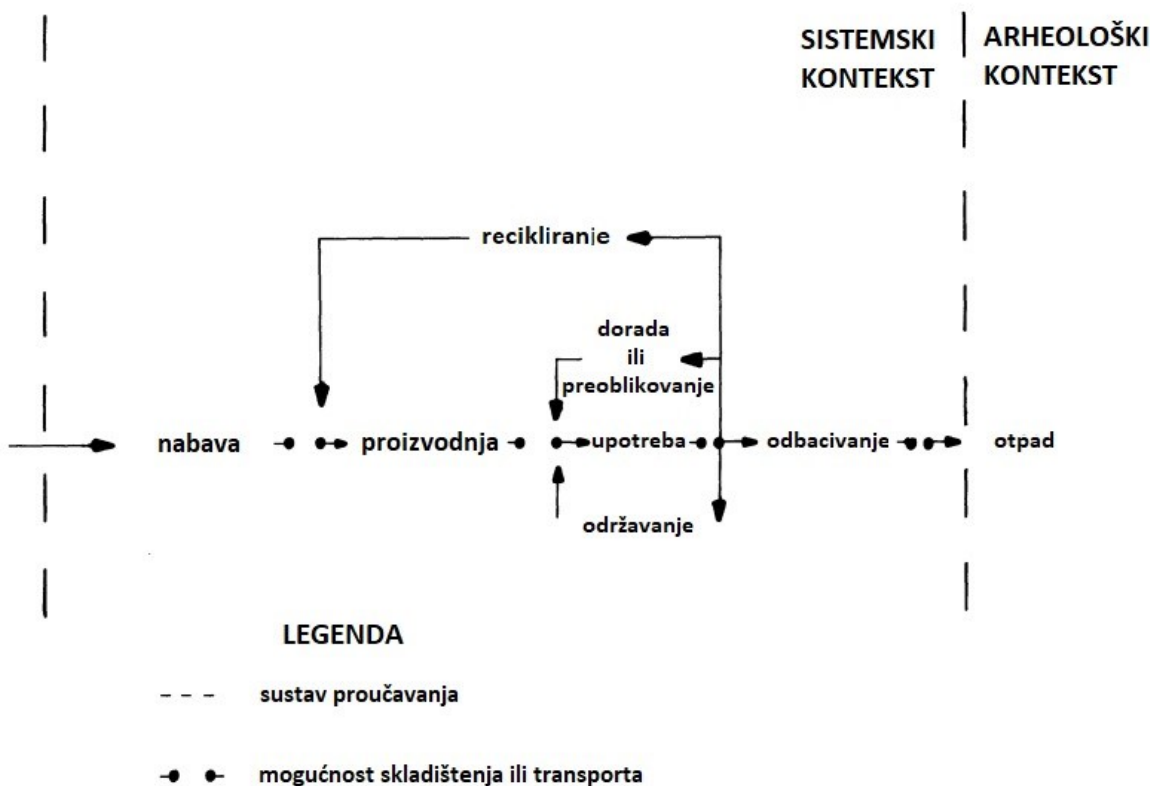 SISTEMSKI
KONTEKST
ARHEOLOŠKI
KONTEKST
recikliranje
dorada
ili
preoblikovanje
nabava
proizvodnja
upotreba
odbacivanje
otpad
održavanje
LEGENDA
sustav proučavanja
mogućnost skladištenja ili transporta